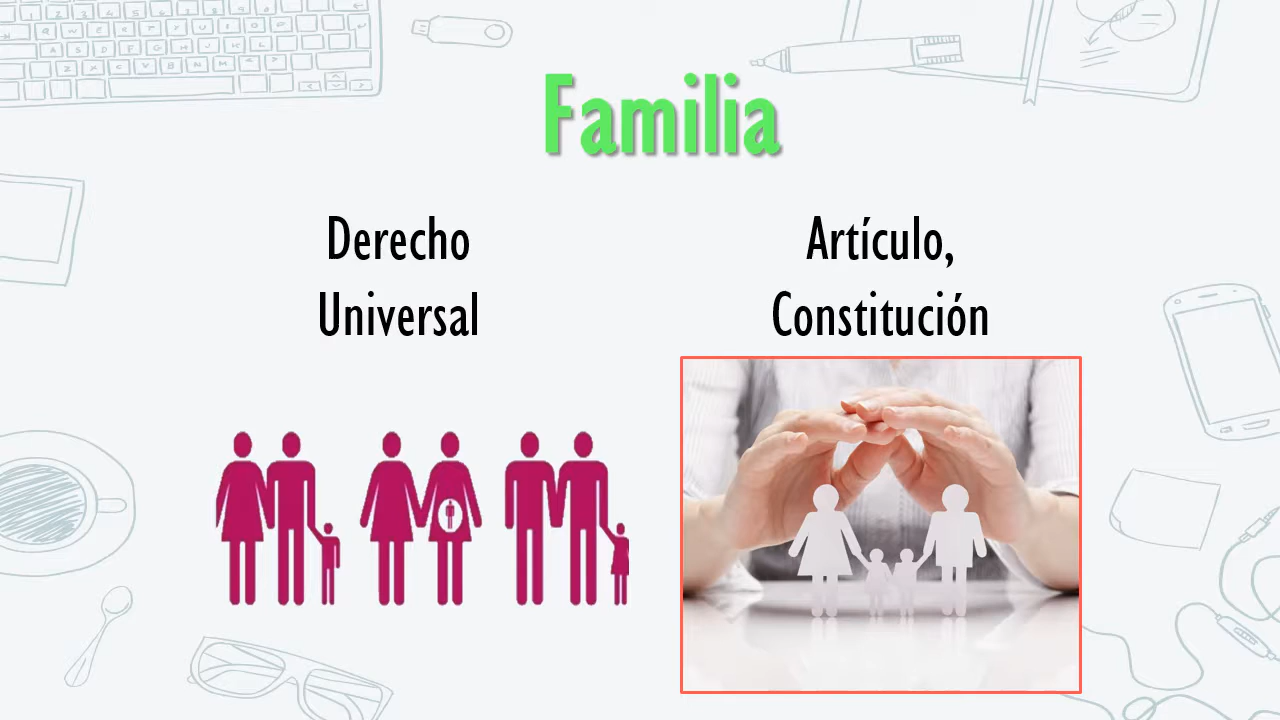 Familia
Derecho
Universal
Artículo,
Constitución